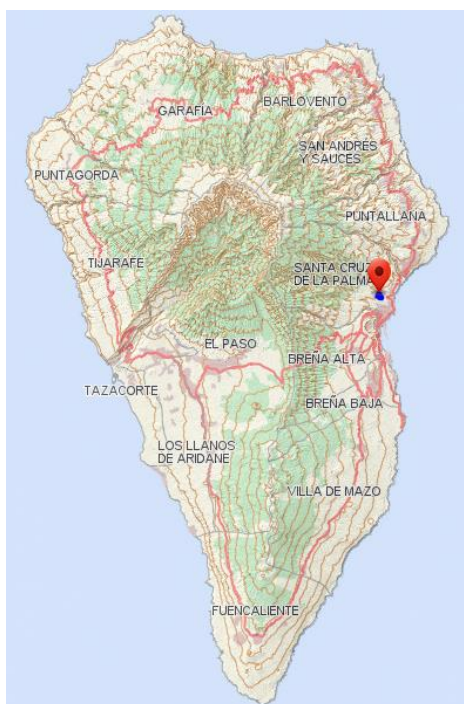 BARLOVENTO
GARAFÍA
SAN ANDRÉS
Y SAUCES
PUNTAGORDA
PUNTALLANA
TIJARAFE
SANTA CRUZ
DE LA PALMA
EL PASO
BREÑA ALTA
TAZACORTE
BREÑA BAJA
LOS LLANOS
DE ARIDANE
VILLA DE MAZO
FUENCALIENTE